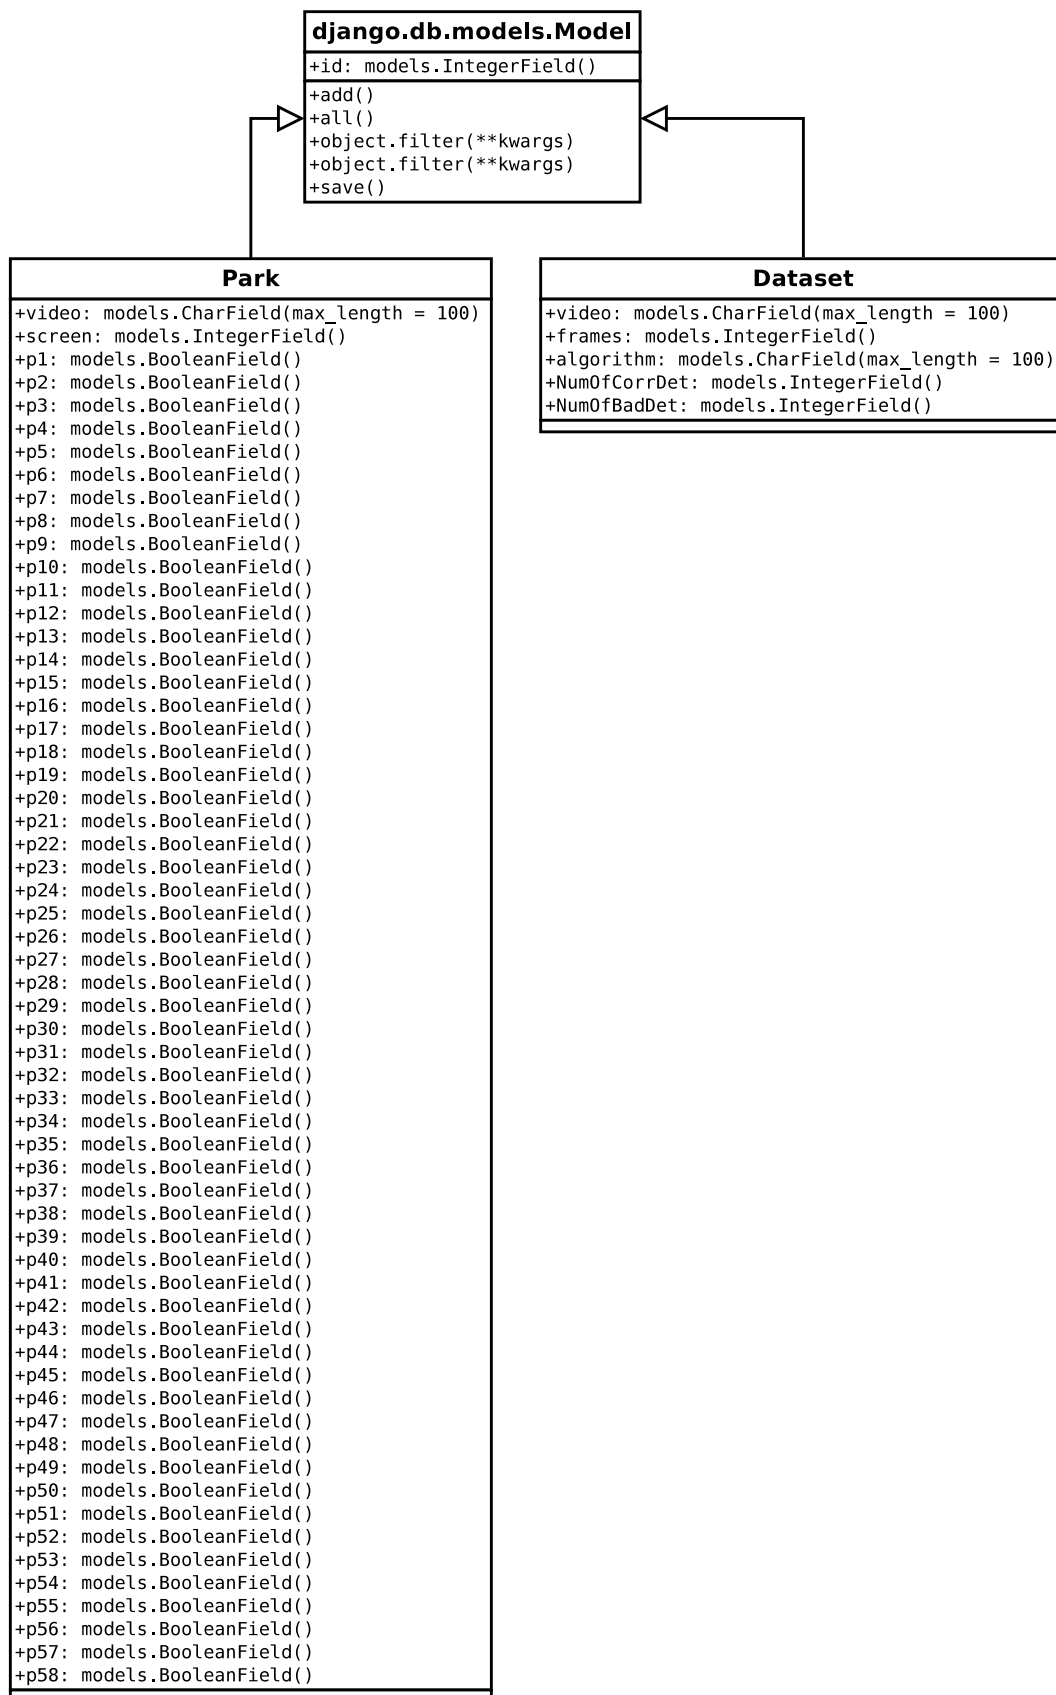 django.db.models.Model
+id: models.IntegerField()
+add()
+all()
+object.filter(**kwargs)
+object.filter(**kwargs)
+save()
Park
+video: models.CharField(max_length = 100)
+screen: models.IntegerField()
+p1: models.BooleanField()
+p2: models.BooleanField()
+p3: models.BooleanField()
+p4: models.BooleanField()
+p5: models.BooleanField()
+p6: models.BooleanField()
+p7: models.BooleanField()
+p8: models.BooleanField()
+p9: models.BooleanField()
+p10: models.BooleanField()
+p11: models.BooleanField()
+p12: models.BooleanField()
+p13: models.BooleanField()
+p14: models.BooleanField()
+p15: models.BooleanField()
+p16: models.BooleanField()
+p17: models.BooleanField()
+p18: models.BooleanField()
+p19: models.BooleanField()
+p20: models.BooleanField()
+p21: models.BooleanField()
+p22: models.BooleanField()
+p23: models.BooleanField()
+p24: models.BooleanField()
+p25: models.BooleanField()
+p26: models.BooleanField()
+p27: models.BooleanField()
+p28: models.BooleanField()
+p29: models.BooleanField()
+p30: models.BooleanField()
+p31: models.BooleanField()
+p32: models.BooleanField()
+p33: models.BooleanField()
+p34: models.BooleanField()
+p35: models.BooleanField()
+p36: models.BooleanField()
+p37: models.BooleanField()
+p38: models.BooleanField()
+p39: models.BooleanField()
+p40: models.BooleanField()
+p41: models.BooleanField()
+p42: models.BooleanField()
+p43: models.BooleanField()
+p44: models.BooleanField()
+p45: models.BooleanField()
+p46: models.BooleanField()
+p47: models.BooleanField()
+p48: models.BooleanField()
+p49: models.BooleanField()
+p50: models.BooleanField()
+p51: models.BooleanField()
+p52: models.BooleanField()
+p53: models.BooleanField()
+p54: models.BooleanField()
+p55: models.BooleanField()
+p56: models.BooleanField()
+p57: models.BooleanField()
+p58: models.BooleanField()
Dataset
+video: models.CharField(max_length = 100)
+frames: models.IntegerField()
+algorithm: models.CharField(max_length = 100)
+NumOfCorrDet: models.IntegerField()
+NumOfBadDet: models.IntegerField()